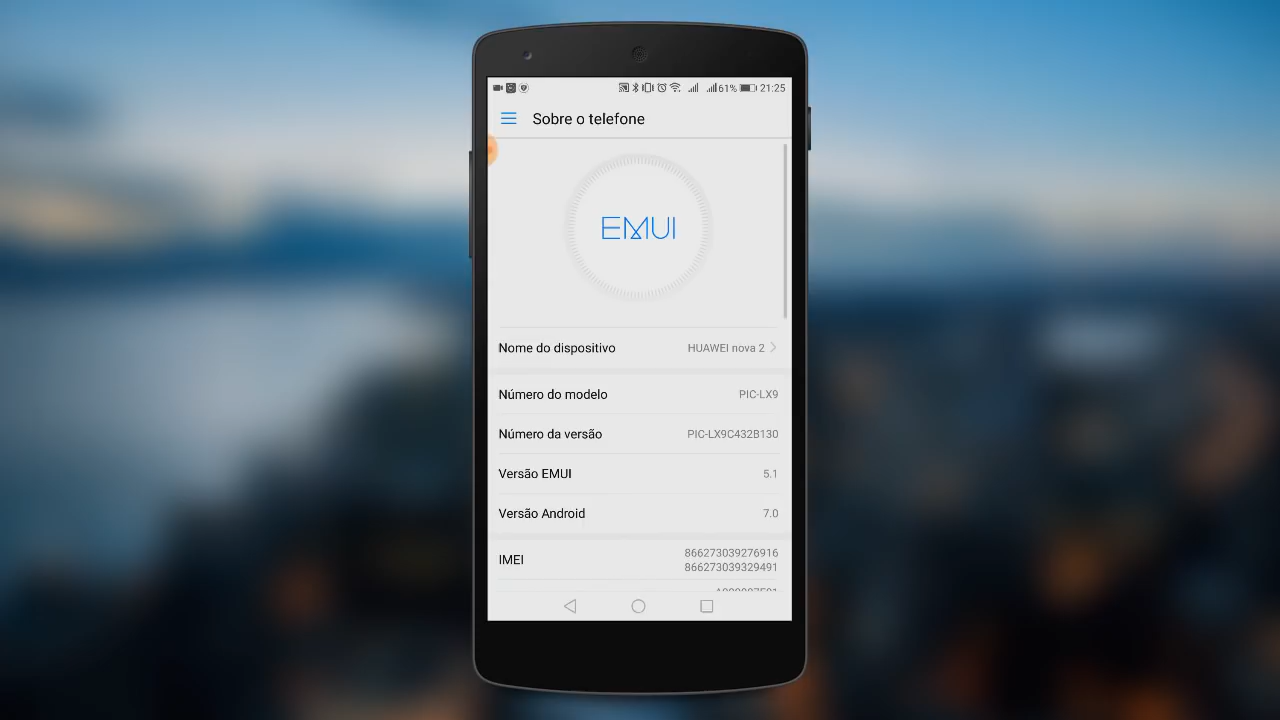 61% 21:25
Sobre o telefone
EMUI
Nome do dispositivo HUAWEI nova 2
Número do modelo PIC-LX9
Número da versão PIC-LX9C432B130
Versão EMUI 5.1
Versão Android 7.0
IMEI 866273039276916
866273039329491